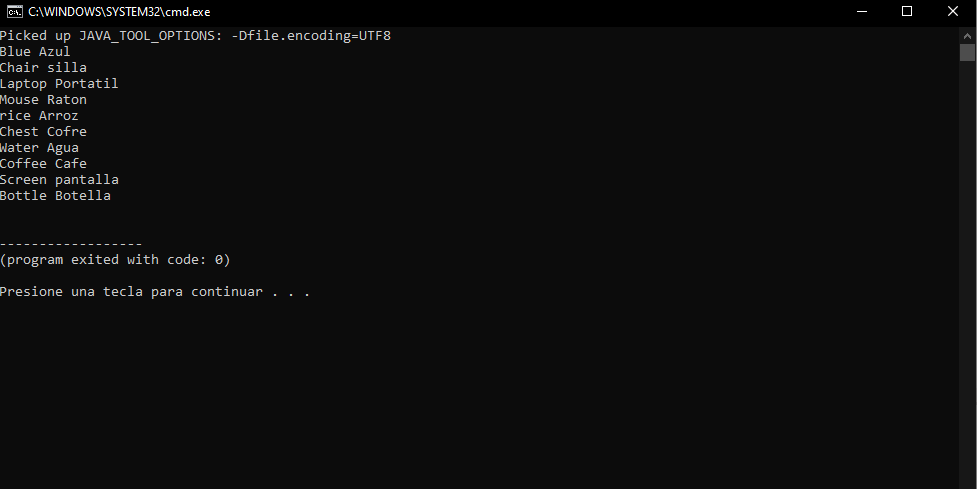 C:\WINDOWS\SYSTEM32\cmd.exe
Picked up JAVA_TOOL_OPTIONS: -Dfile.encoding=UTF8
Blue Azul
Chair silla
Laptop Portatil
Mouse Raton
rice Arroz
Chest Cofre
Water Agua
Coffee Cafe
Screen pantalla
Bottle Botella
------------------
(program exited with code: 0)
Presione una tecla para continuar . . .